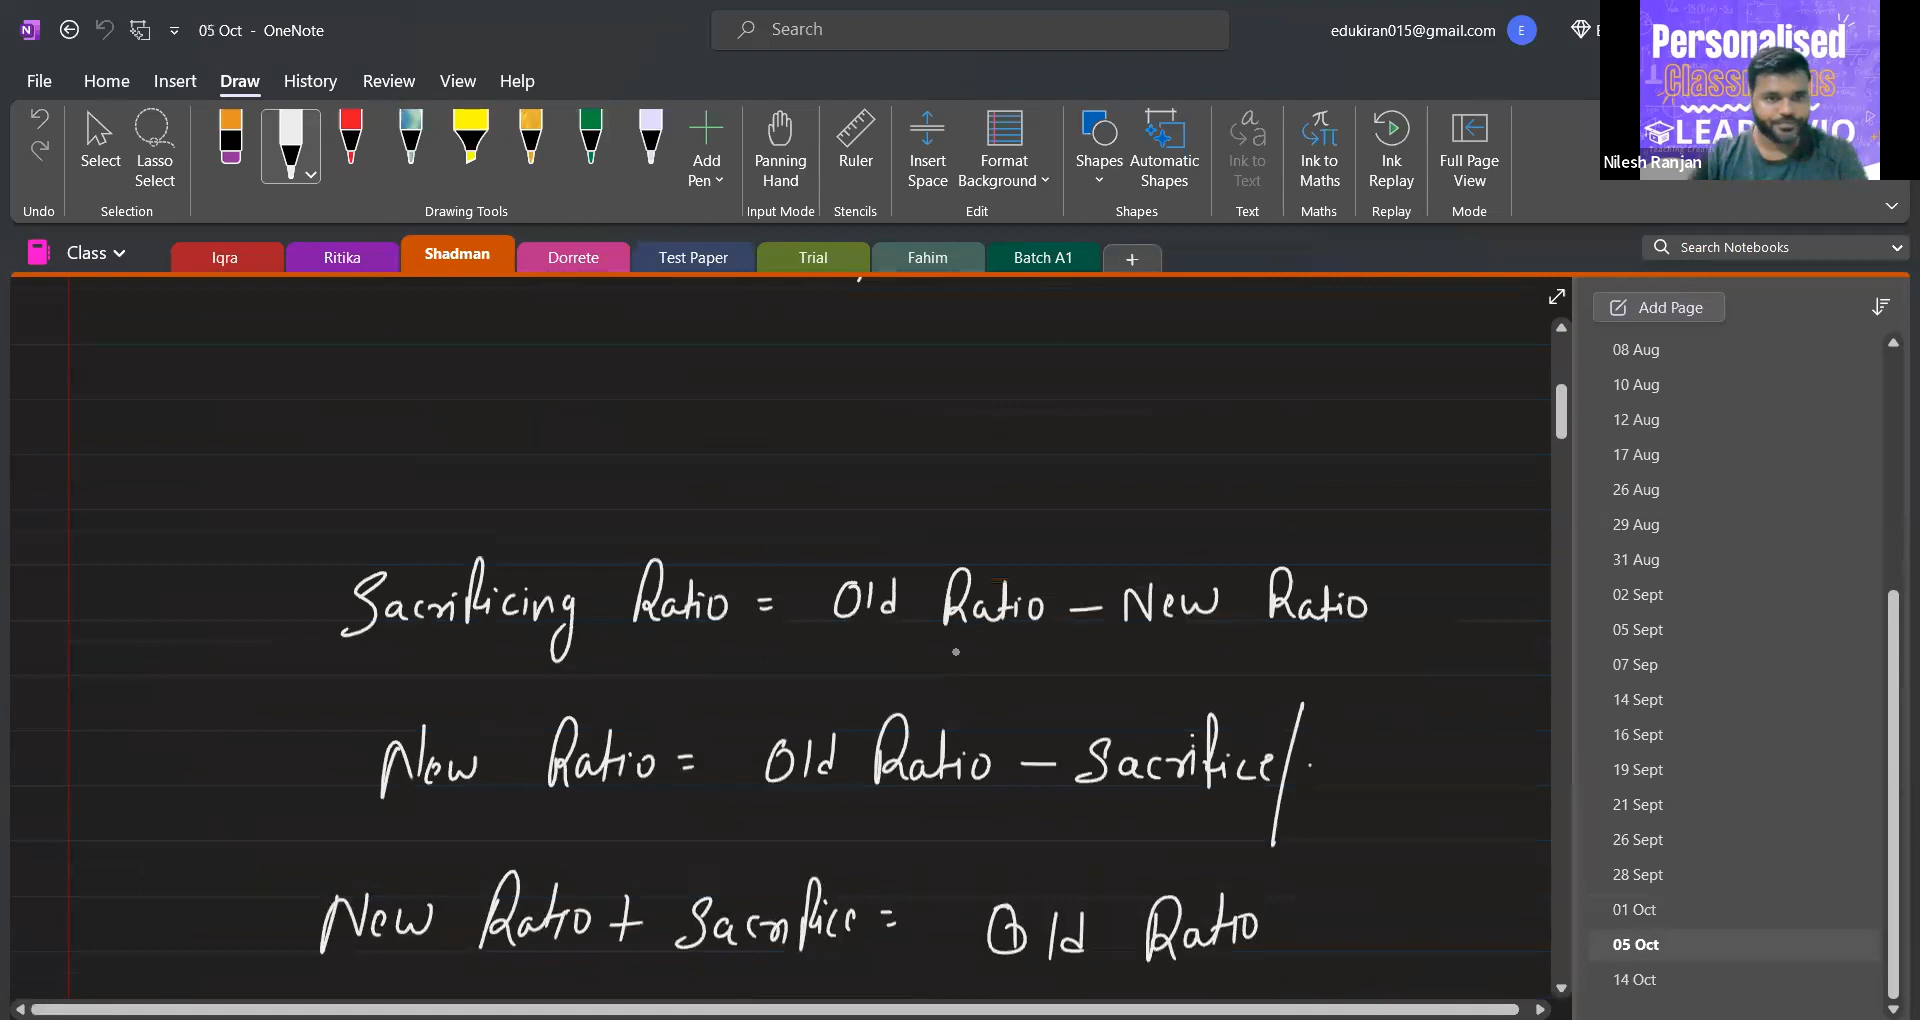 05 Oct - OneNote
Search
edukiran015@gmail.com
E
File Home Insert Draw History Review View Help
Personalised
Nilesh Ranjan
Select
Lasso Select
Add Pen
Panning Hand
Ruler
Insert Space
Format Background
Shapes
Automatic Shapes
Ink to Text
Ink to Maths
Ink Replay
Full Page View
Undo Selection Drawing Tools Input Mode Stencils Edit Shapes Text Maths Replay Mode
Class Iqra Ritika Shadman Dorrete Test Paper Trial Fahim Batch A1 +
Search Notebooks
Add Page
08 Aug
10 Aug
12 Aug
17 Aug
26 Aug
29 Aug
31 Aug
02 Sept
05 Sept
07 Sep
14 Sept
16 Sept
19 Sept
21 Sept
26 Sept
28 Sept
01 Oct
05 Oct
14 Oct
Sacrificing Ratio = Old Ratio - New Ratio
New Ratio = Old Ratio - Sacrifice/
New Ratio + Sacrifice = Old Ratio